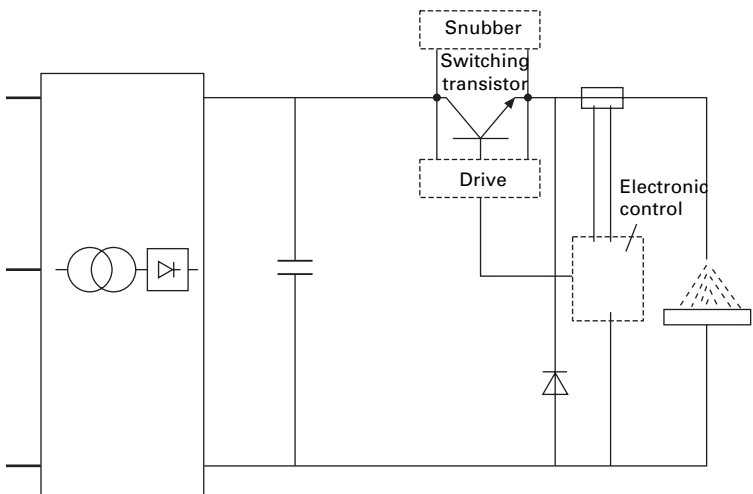 Snubber
Switching
transistor
Drive
Electronic
control